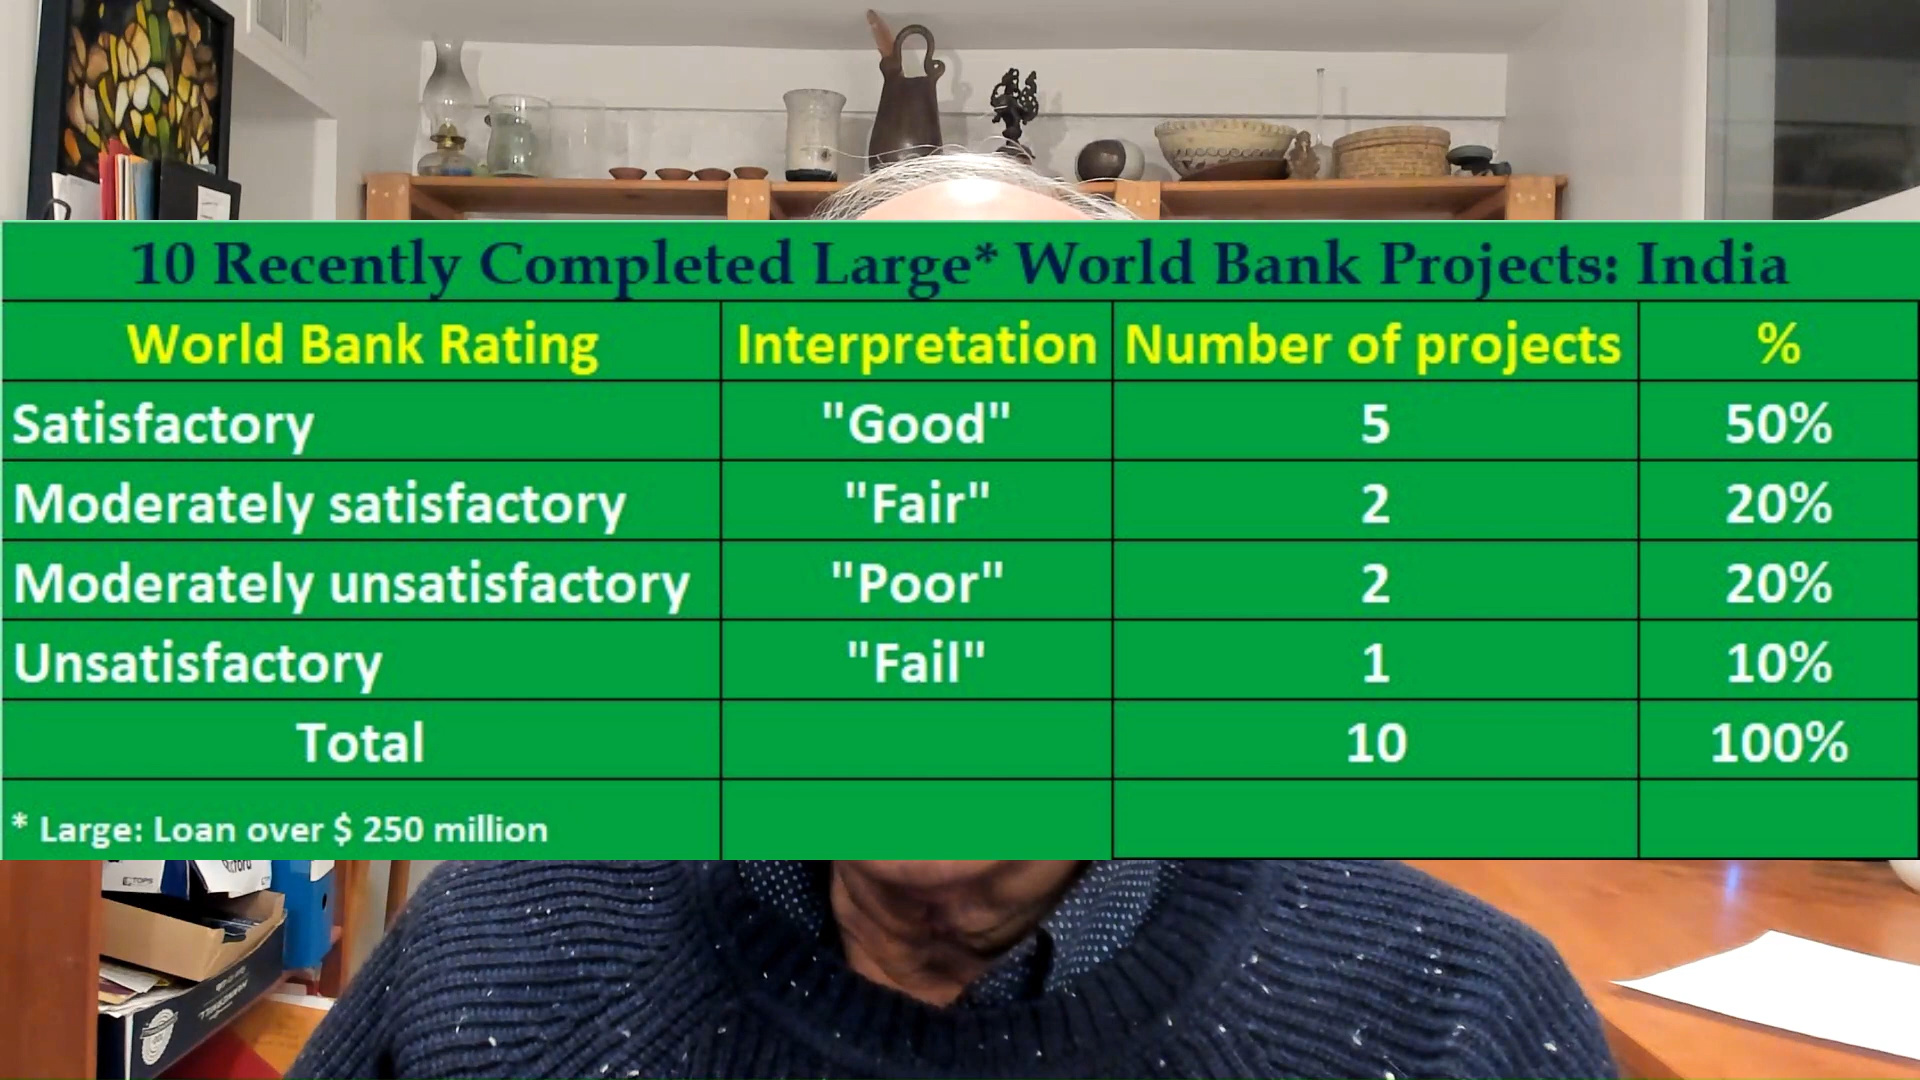 10 Recently Completed Large* World Bank Projects: India
World Bank Rating Interpretation Number of projects %
Satisfactory "Good" 5 50%
Moderately satisfactory "Fair" 2 20%
Moderately unsatisfactory "Poor" 2 20%
Unsatisfactory "Fail" 1 10%
Total 10 100%
* Large: Loan over $ 250 million
TOPS